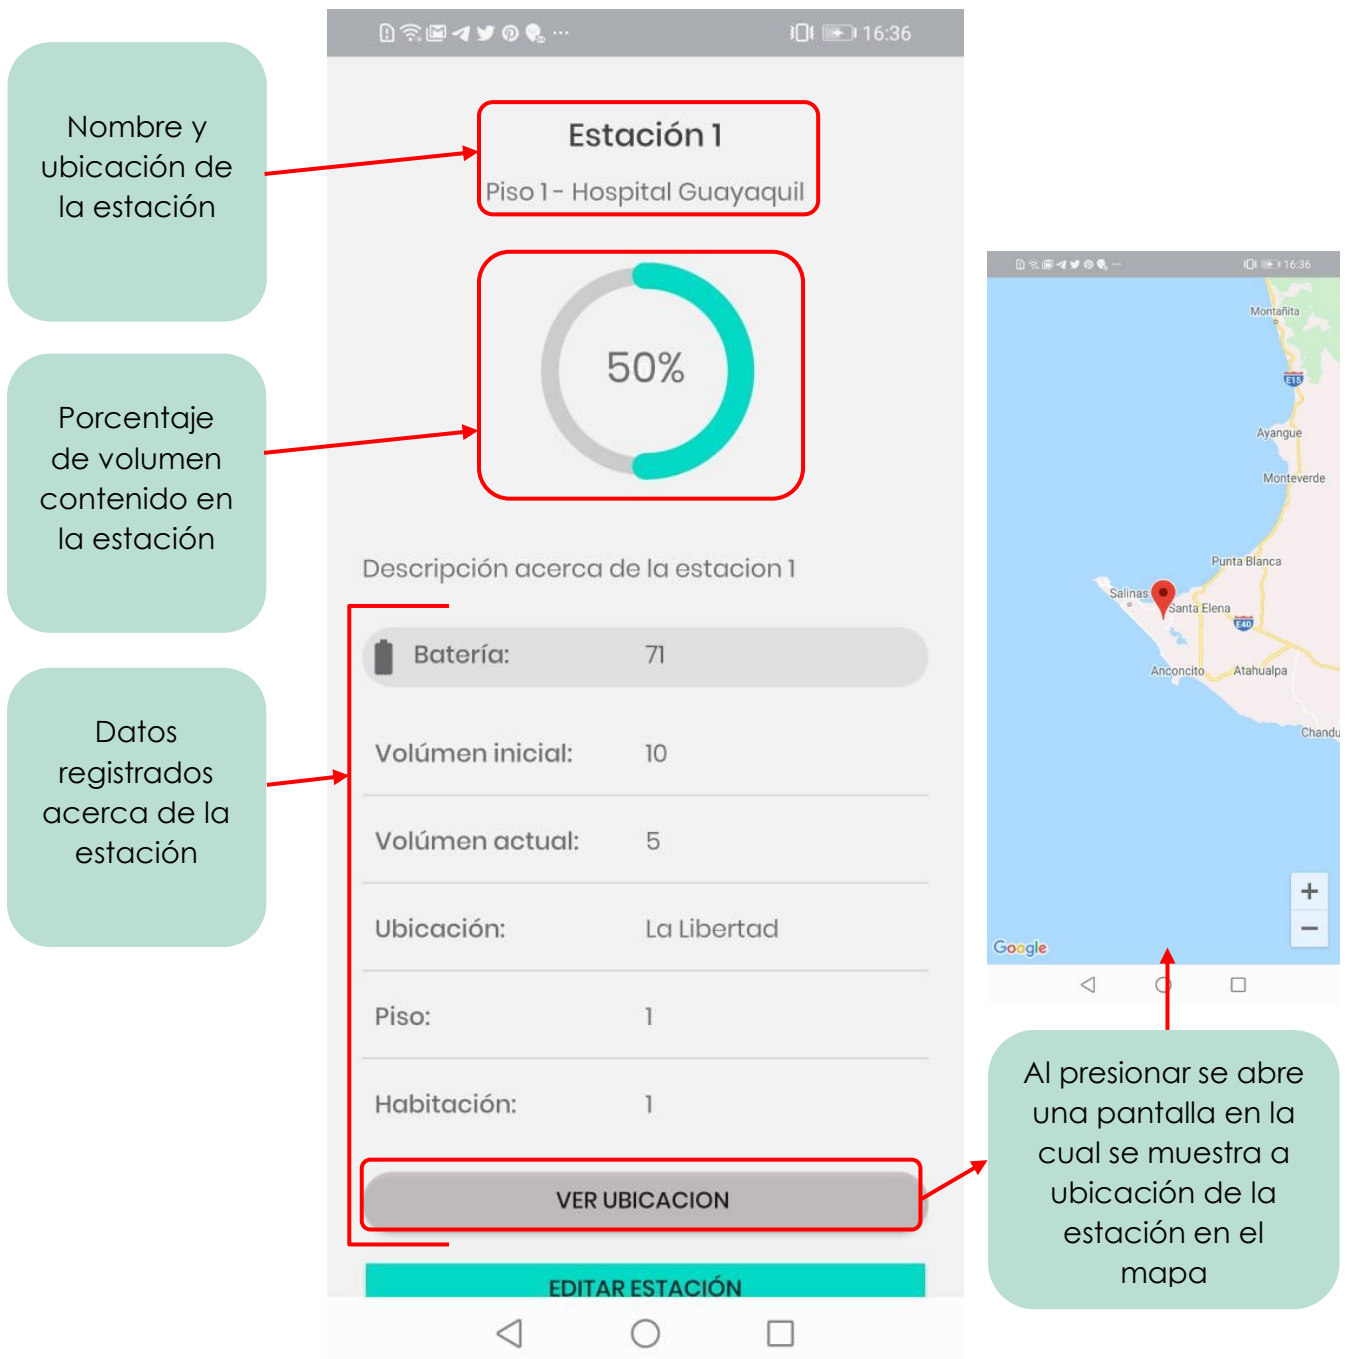 16:36
Nombre y
ubicación de
la estación
Estación 1
Piso 1 - Hospital Guayaquil
Porcentaje
de volumen
contenido en
la estación
50%
Descripción acerca de la estacion 1
Datos
registrados
acerca de la
estación
Batería: 71
Volúmen inicial: 10
Volúmen actual: 5
Ubicación: La Libertad
Piso: 1
Habitación: 1
VER UBICACION
EDITAR ESTACIÓN
16:36
Montañita
E15
Ayangue
Monteverde
Punta Blanca
Salinas
Santa Elena
E40
Anconcito
Atahualpa
Chandu
Google
Al presionar se abre
una pantalla en la
cual se muestra a
ubicación de la
estación en el
mapa